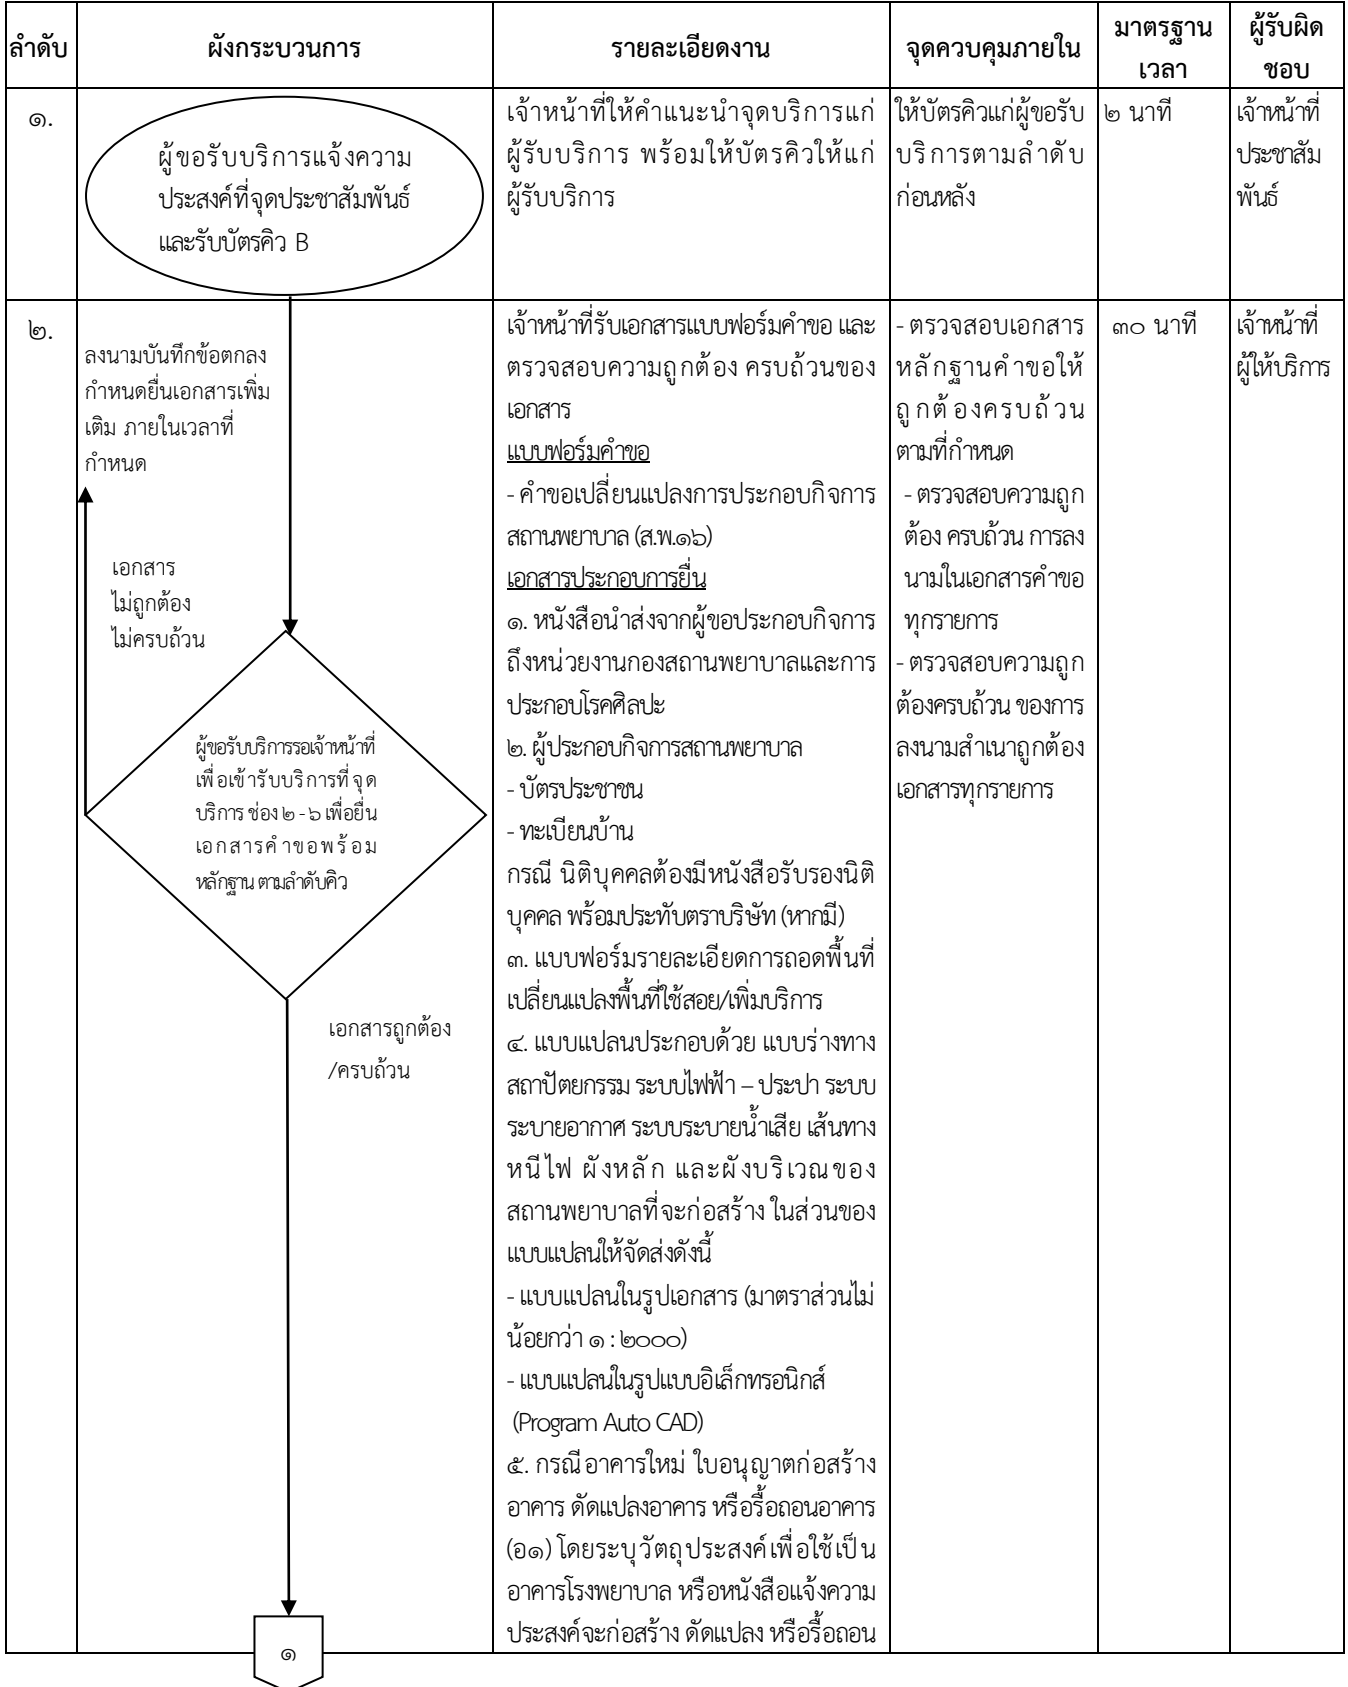 ลำดับ
ผังกระบวนการ
รายละเอียดงาน
จุดควบคุมภายใน
มาตรฐาน
เวลา
ผู้รับผิด
ชอบ
๑.
ผู้ขอรับบริการแจ้งความ
ประสงค์ที่จุดประชาสัมพันธ์
และรับบัตรคิว B
เจ้าหน้าที่ให้คำแนะนำจุดบริการแก่
ผู้รับบริการ พร้อมให้บัตรคิวให้แก่
ผู้รับบริการ
ให้บัตรคิวแก่ผู้ขอรับ
บริการตามลำดับ
ก่อนหลัง
๒ นาที
เจ้าหน้าที่
ประชาสัม
พันธ์
๒.
ลงนามบันทึกข้อตกลง
กำหนดยื่นเอกสารเพิ่ม
เติม ภายในเวลาที่
กำหนด
เอกสาร
ไม่ถูกต้อง
ไม่ครบถ้วน
ผู้ขอรับบริการรอเจ้าหน้าที่
เพื่อเข้ารับบริการที่จุด
บริการ ช่อง ๒ - ๖ เพื่อยื่น
เอกสารคำขอพร้อม
หลักฐาน ตามลำดับคิว
เอกสารถูกต้อง
/ครบถ้วน
๑
เจ้าหน้าที่รับเอกสารแบบฟอร์มคำขอ และ
ตรวจสอบความถูกต้อง ครบถ้วนของ
เอกสาร
แบบฟอร์มคำขอ
- คำขอเปลี่ยนแปลงการประกอบกิจการ
สถานพยาบาล (ส.พ.๑๖)
เอกสารประกอบการยื่น
๑. หนังสือนำส่งจากผู้ขอประกอบกิจการ
ถึงหน่วยงานกองสถานพยาบาลและการ
ประกอบโรคศิลปะ
๒. ผู้ประกอบกิจการสถานพยาบาล
- บัตรประชาชน
- ทะเบียนบ้าน
กรณี นิติบุคคลต้องมีหนังสือรับรองนิติ
บุคคล พร้อมประทับตราบริษัท (หากมี)
๓. แบบฟอร์มรายละเอียดการถอดพื้นที่
เปลี่ยนแปลงพื้นที่ใช้สอย/เพิ่มบริการ
๔. แบบแปลนประกอบด้วย แบบร่างทาง
สถาปัตยกรรม ระบบไฟฟ้า – ประปา ระบบ
ระบายอากาศ ระบบระบายน้ำเสีย เส้นทาง
หนีไฟ ผังหลัก และผังบริเวณของ
สถานพยาบาลที่จะก่อสร้าง ในส่วนของ
แบบแปลนให้จัดส่งดังนี้
- แบบแปลนในรูปเอกสาร (มาตราส่วนไม่
น้อยกว่า ๑ : ๒๐๐๐)
- แบบแปลนในรูปแบบอิเล็กทรอนิกส์
(Program Auto CAD)
๕. กรณีอาคารใหม่ ใบอนุญาตก่อสร้าง
อาคาร ดัดแปลงอาคาร หรือรื้อถอนอาคาร
(อ๑) โดยระบุวัตถุประสงค์เพื่อใช้เป็น
อาคารโรงพยาบาล หรือหนังสือแจ้งความ
ประสงค์จะก่อสร้าง ดัดแปลง หรือรื้อถอน
- ตรวจสอบเอกสาร
หลักฐานคำขอให้
ถูกต้องครบถ้วน
ตามที่กำหนด
- ตรวจสอบความถูก
ต้อง ครบถ้วน การลง
นามในเอกสารคำขอ
ทุกรายการ
- ตรวจสอบความถูก
ต้องครบถ้วน ของการ
ลงนามสำเนาถูกต้อง
เอกสารทุกรายการ
๓๐ นาที
เจ้าหน้าที่
ผู้ให้บริการ